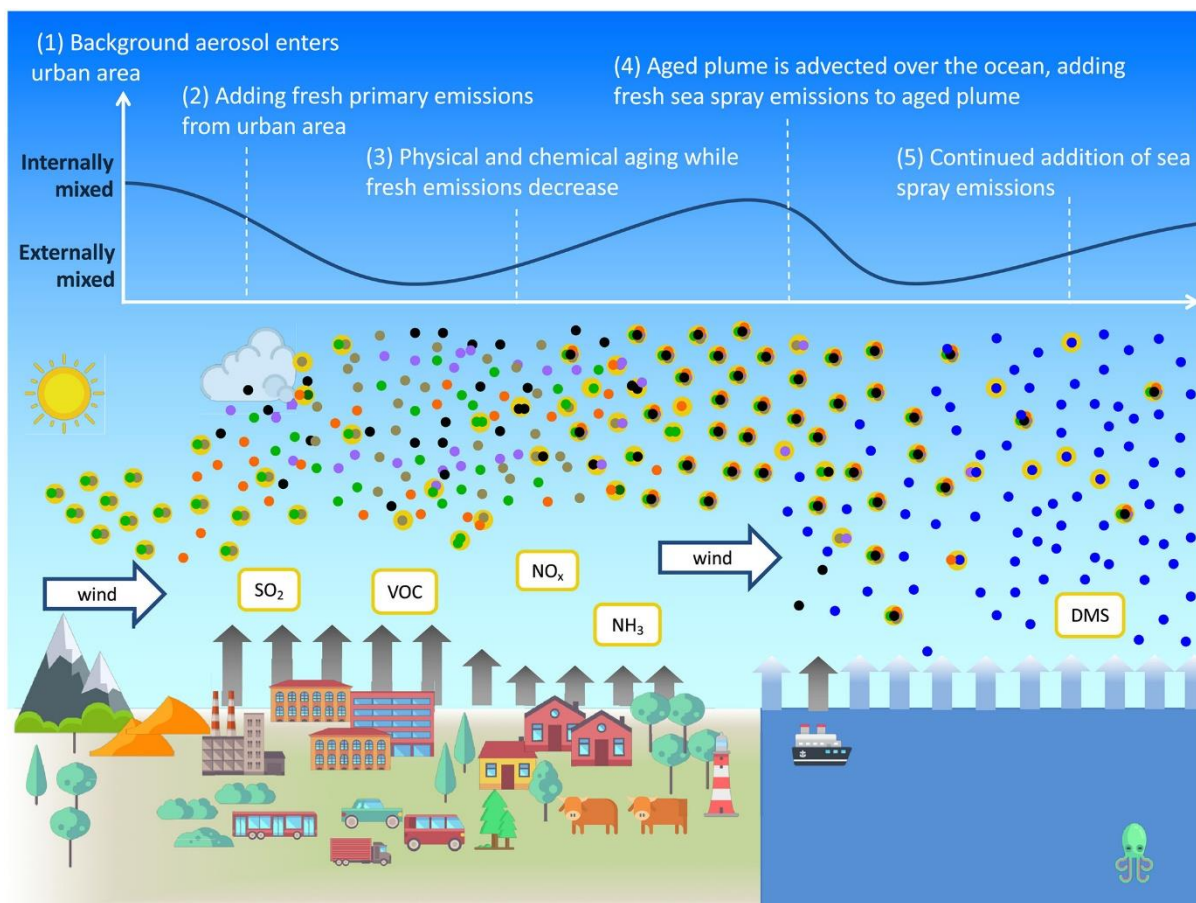 (1) Background aerosol enters
urban area
(2) Adding fresh primary emissions
from urban area
(3) Physical and chemical aging while
fresh emissions decrease
(4) Aged plume is advected over the ocean, adding
fresh sea spray emissions to aged plume
(5) Continued addition of sea
spray emissions
Internally
mixed
Externally
mixed
wind
SO₂
VOC
NOₓ
NH₃
wind
DMS